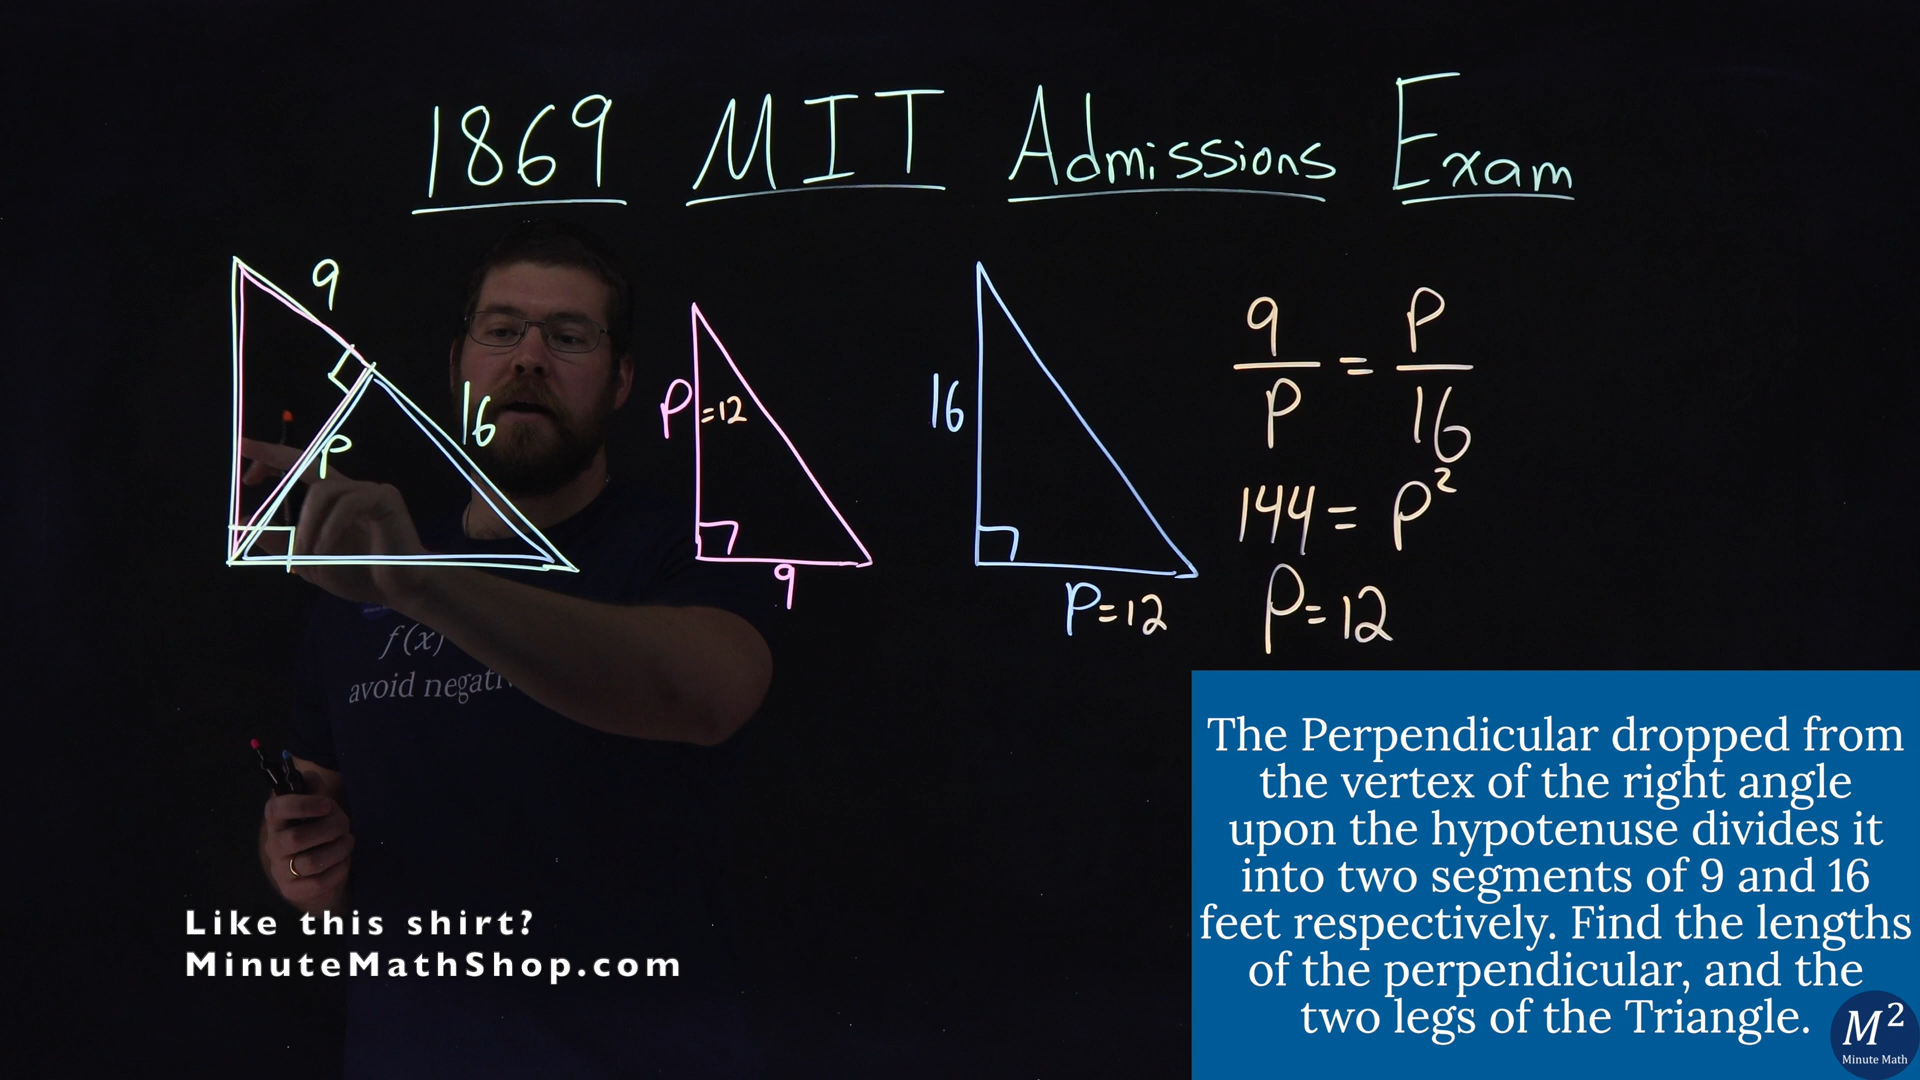 1869 MIT Admissions Exam
9
16
P
P =12
9
16
P=12
9/P = P/16
144 = P²
P=12
f(x)
avoid negati
Like this shirt?
MinuteMathShop.com
The Perpendicular dropped from
the vertex of the right angle
upon the hypotenuse divides it
into two segments of 9 and 16
feet respectively. Find the lengths
of the perpendicular, and the
two legs of the Triangle.
M²
Minute Math